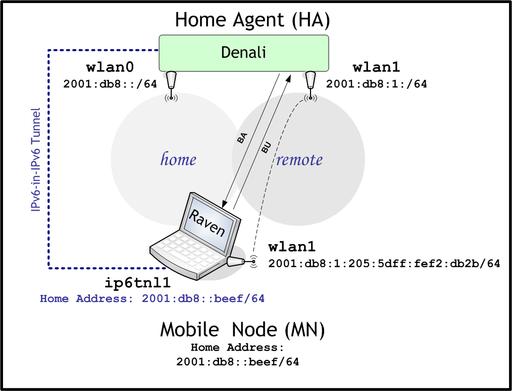 Home Agent (HA)
Denali
wlan0
2001:db8::/64
wlan1
2001:db8:1:/64
IPv6-in-IPv6 Tunnel
BA
BU
home
remote
Raven
wlan1
2001:db8:1:205:5dff:fef2:db2b/64
ip6tnl1
Home Address: 2001:db8::beef/64
Mobile Node (MN)
Home Address:
2001:db8::beef/64